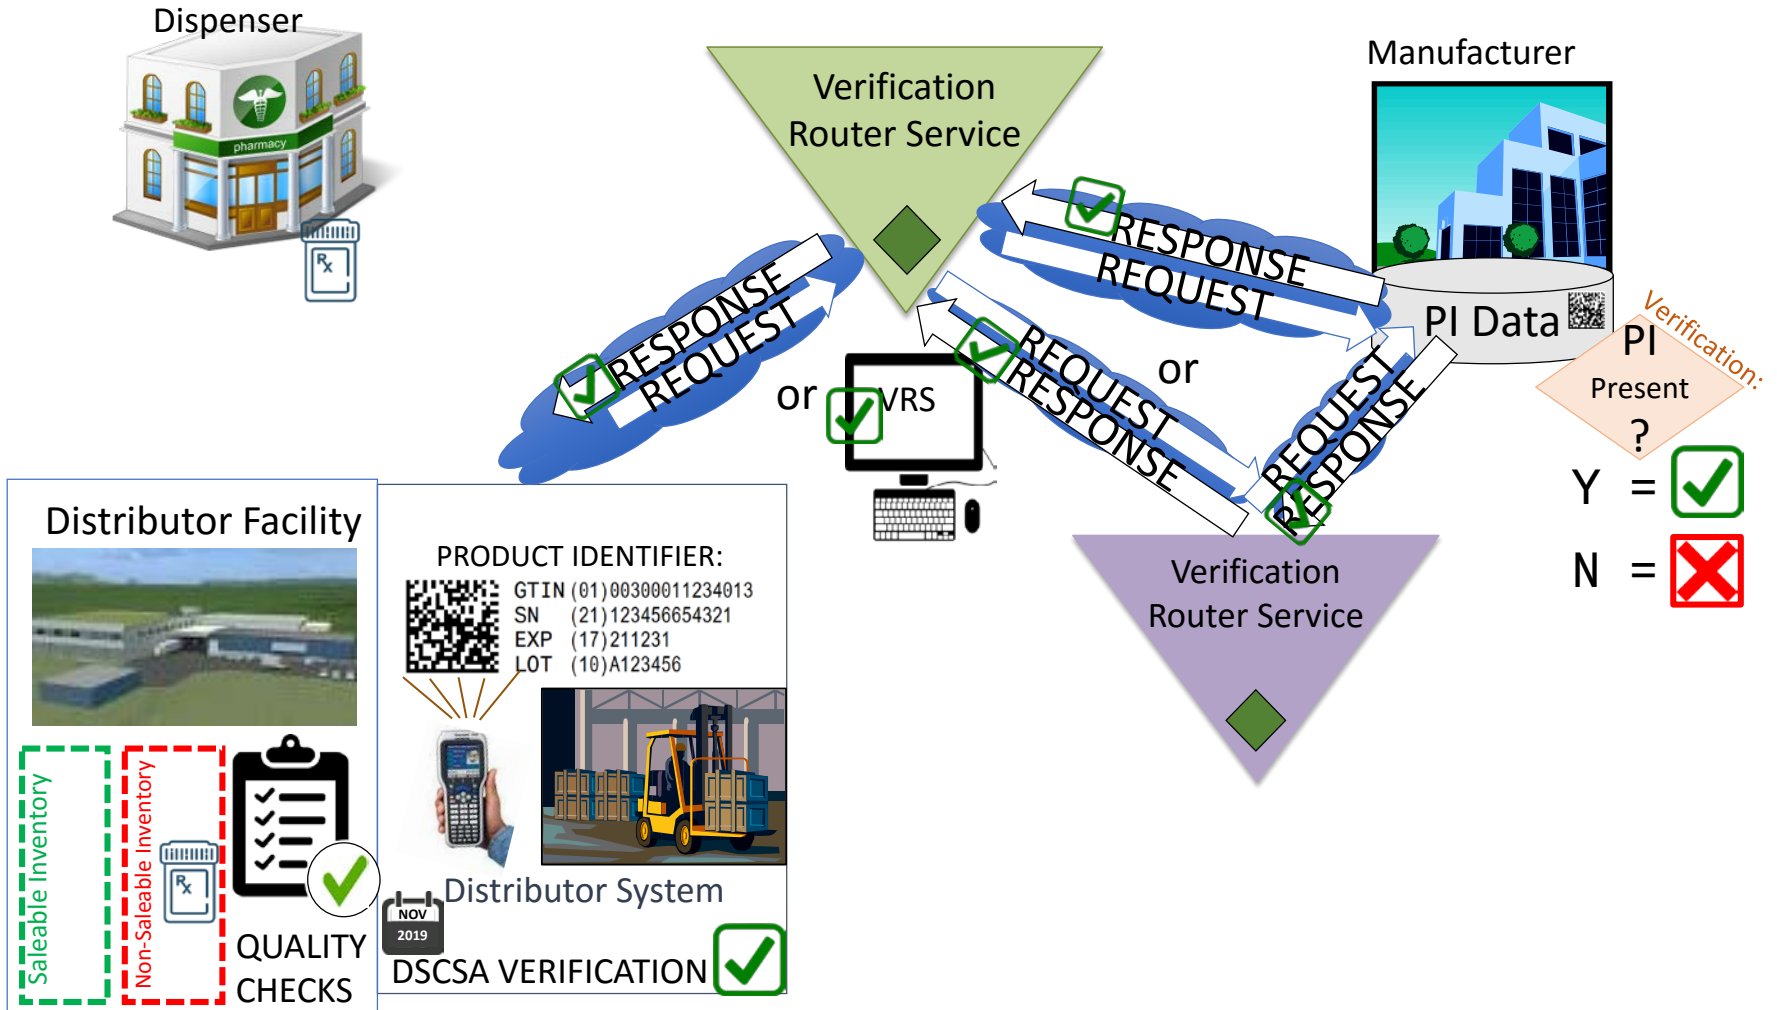 Dispenser
pharmacy
Rx
Verification
Router Service
Manufacturer
RESPONSE
REQUEST
PI Data
Verification:
PI
Present
?
Y =
N =
RESPONSE
REQUEST
or
VRS
REQUEST
RESPONSE
or
REQUEST
RESPONSE
Verification
Router Service
Distributor Facility
Saleable Inventory
Non-Saleable Inventory
Rx
QUALITY
CHECKS
PRODUCT IDENTIFIER:
GTIN (01)00300011234013
SN (21)123456654321
EXP (17)211231
LOT (10)A123456
Distributor System
NOV
2019
DSCSA VERIFICATION